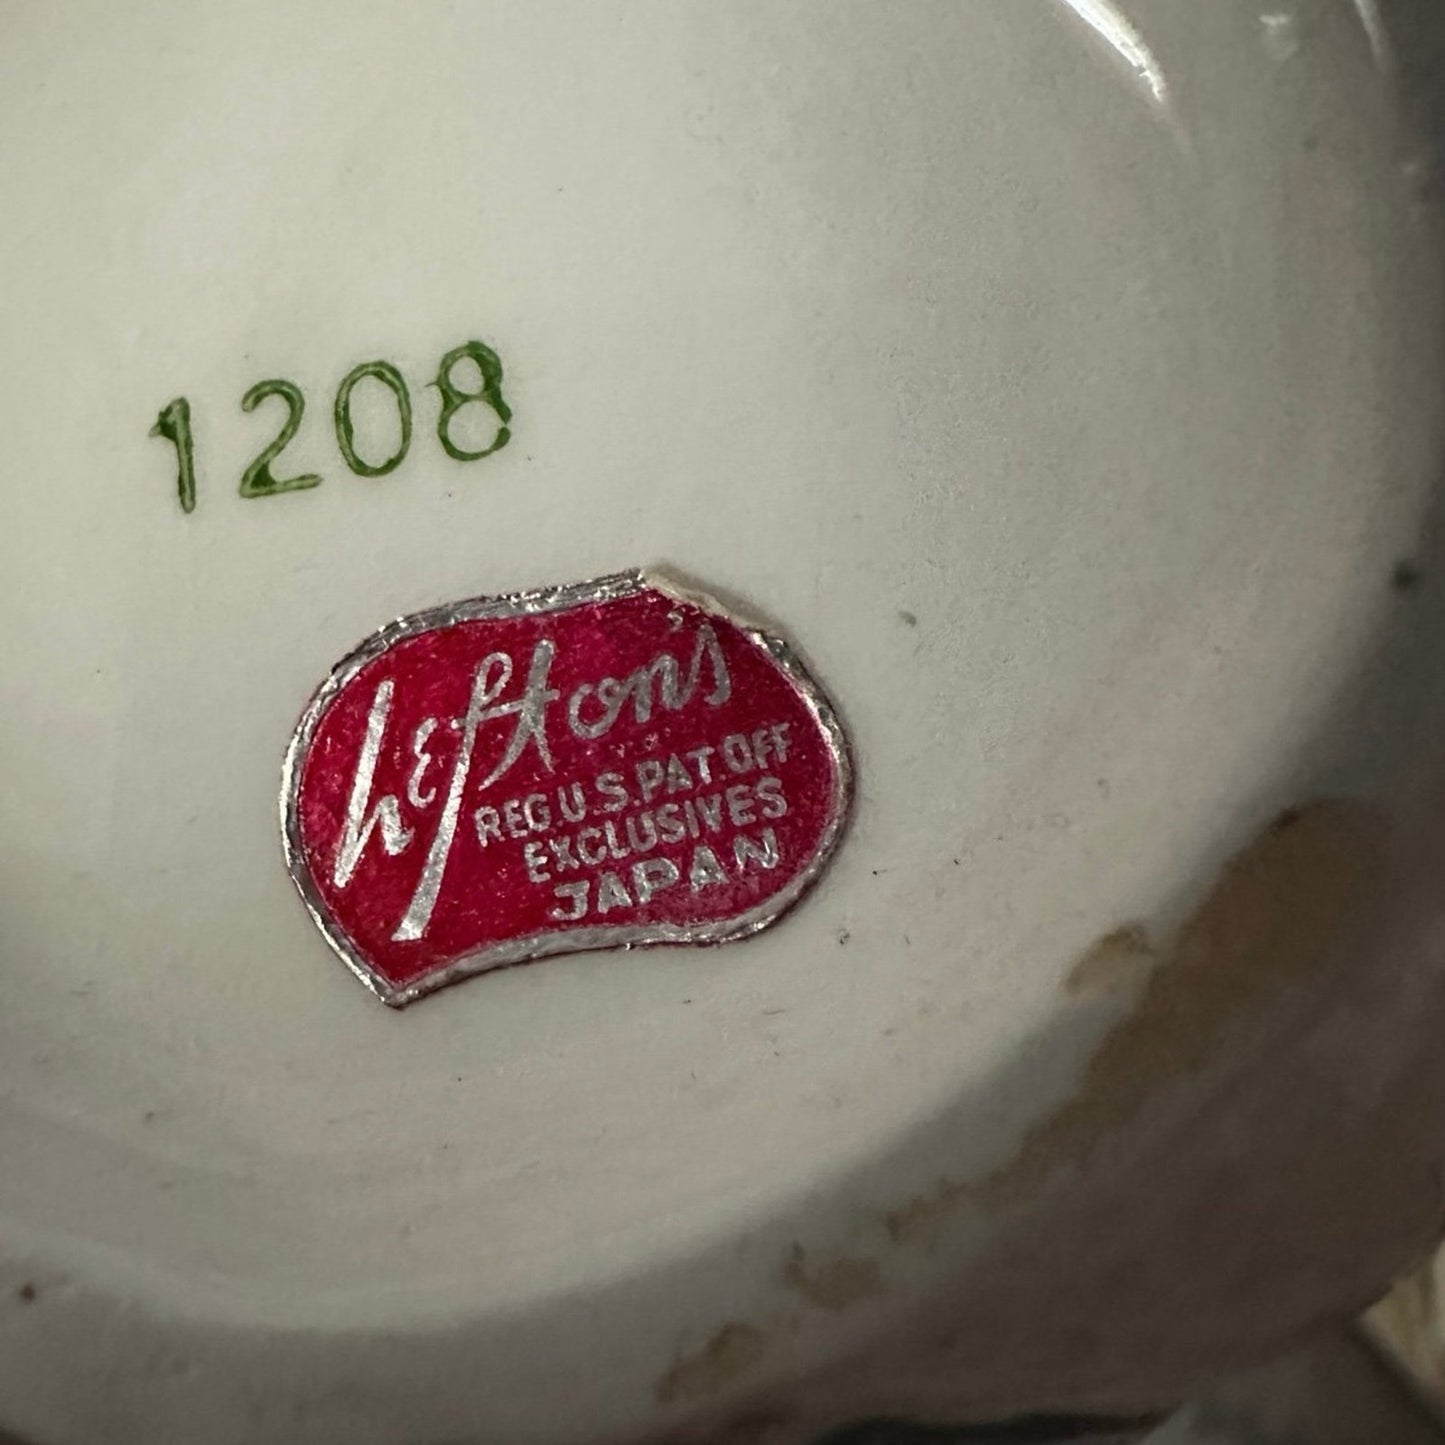 1208
Lefton's
REG.U.S.PAT.OFF
EXCLUSIVES
JAPAN